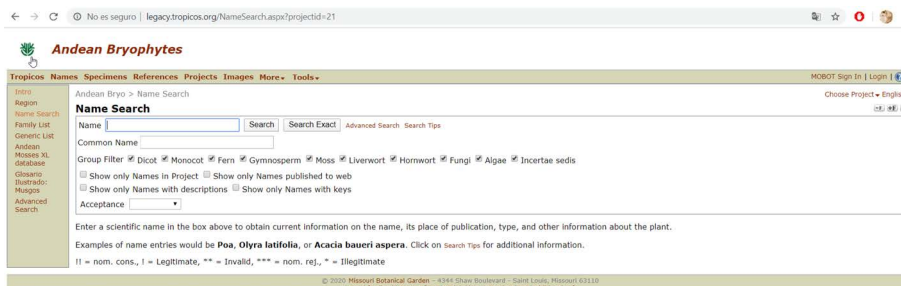 No es seguro | legacy.tropicos.org/NameSearch.aspx?projectid=21
Andean Bryophytes
Tropicos Names Specimens References Projects Images More Tools
MOBOT Sign In | Login |
Intro
Region
Name Search
Family List
Generic List
Andean
Mosses XL
database
Glosario
Ilustrado:
Musgos
Advanced
Search
Andean Bryo > Name Search
Choose Project Englis
Name Search
Name Search Search Exact Advanced Search Search Tips
Common Name
Group Filter Dicot Monocot Fern Gymnosperm Moss Liverwort Hornwort Fungi Algae Incertae sedis
Show only Names in Project Show only Names published to web
Show only Names with descriptions Show only Names with keys
Acceptance
Enter a scientific name in the box above to obtain current information on the name, its place of publication, type, and other information about the plant.
Examples of name entries would be Poa, Olyra latifolia, or Acacia baueri aspera. Click on Search Tips for additional information.
!! = nom. cons., ! = Legitimate, ** = Invalid, *** = nom. rej., * = Illegitimate
© 2020 Missouri Botanical Garden - 4344 Shaw Boulevard - Saint Louis, Missouri 63110